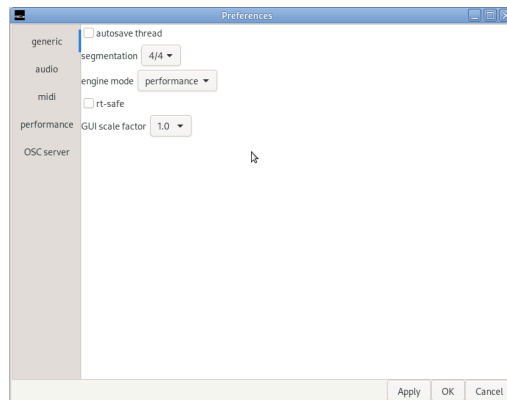 Preferences
generic
audio
midi
performance
OSC server
autosave thread
segmentation 4/4
engine mode performance
rt-safe
GUI scale factor 1.0
Apply OK Cancel